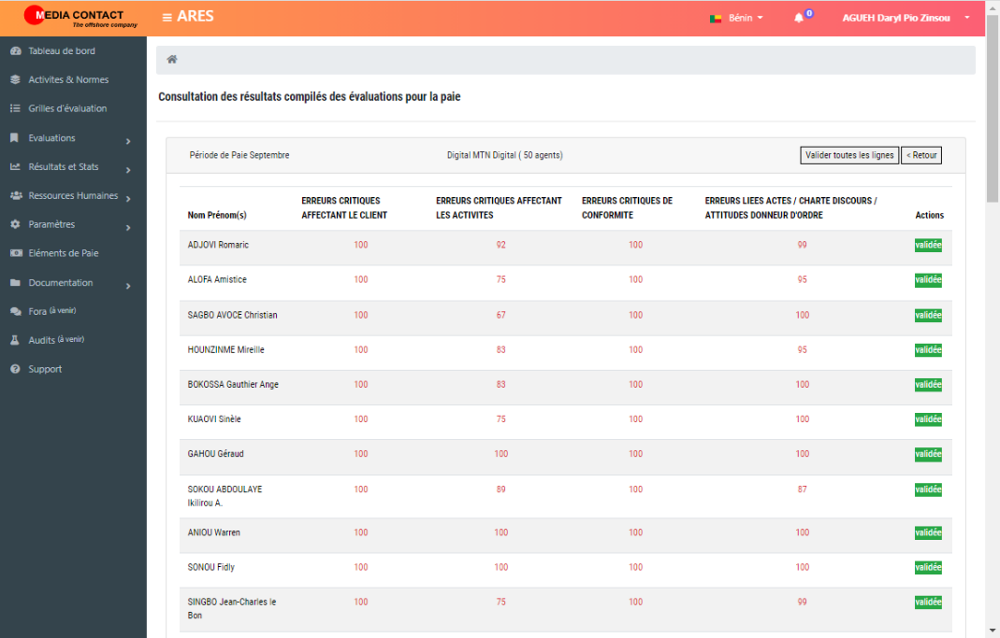 MEDIA CONTACT
The offshore company
ARES
Bénin
0
AGUEH Daryl Pio Zinsou
Tableau de bord
Activites & Normes
Grilles d'évaluation
Evaluations
Résultats et Stats
Ressources Humaines
Paramètres
Eléments de Paie
Documentation
Fora (à venir)
Audits (à venir)
Support
Consultation des résultats compilés des évaluations pour la paie
Période de Paie Septembre Digital MTN Digital ( 50 agents) Valider toutes les lignes < Retour
ERREURS CRITIQUES ERREURS CRITIQUES AFFECTANT ERREURS CRITIQUES DE ERREURS LIEES ACTES / CHARTE DISCOURS /
Nom Prénom(s) AFFECTANT LE CLIENT LES ACTIVITES CONFORMITE ATTITUDES DONNEUR D'ORDRE Actions
ADJOVI Romaric 100 92 100 99 validée
ALOFA Amistice 100 75 100 95 validée
SAGBO AVOCE Christian 100 67 100 100 validée
HOUNZINME Mireille 100 83 100 95 validée
BOKOSSA Gauthier Ange 100 83 100 100 validée
KUAOVI Sinèle 100 75 100 100 validée
GAHOU Géraud 100 100 100 100 validée
SOKOU ABDOULAYE 100 89 100 87 validée
Ikilirou A.
ANIOU Warren 100 100 100 100 validée
SONOU Fidly 100 100 100 100 validée
SINGBO Jean-Charles le 100 75 100 99 validée
Bon